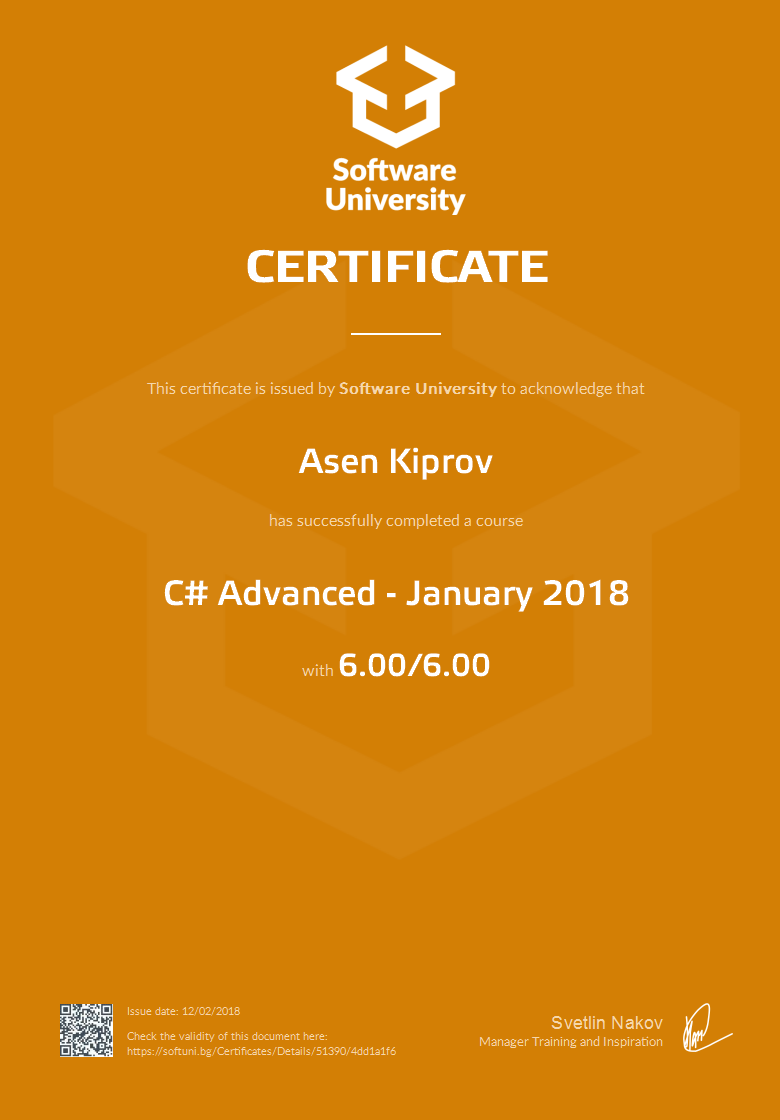 Software
University
CERTIFICATE
This certificate is issued by Software University to acknowledge that
Asen Kiprov
has successfully completed a course
C# Advanced - January 2018
with 6.00/6.00
Issue date: 12/02/2018
Check the validity of this document here:
https://softuni.bg/Certificates/Details/51390/4dd1a1f6
Svetlin Nakov
Manager Training and Inspiration